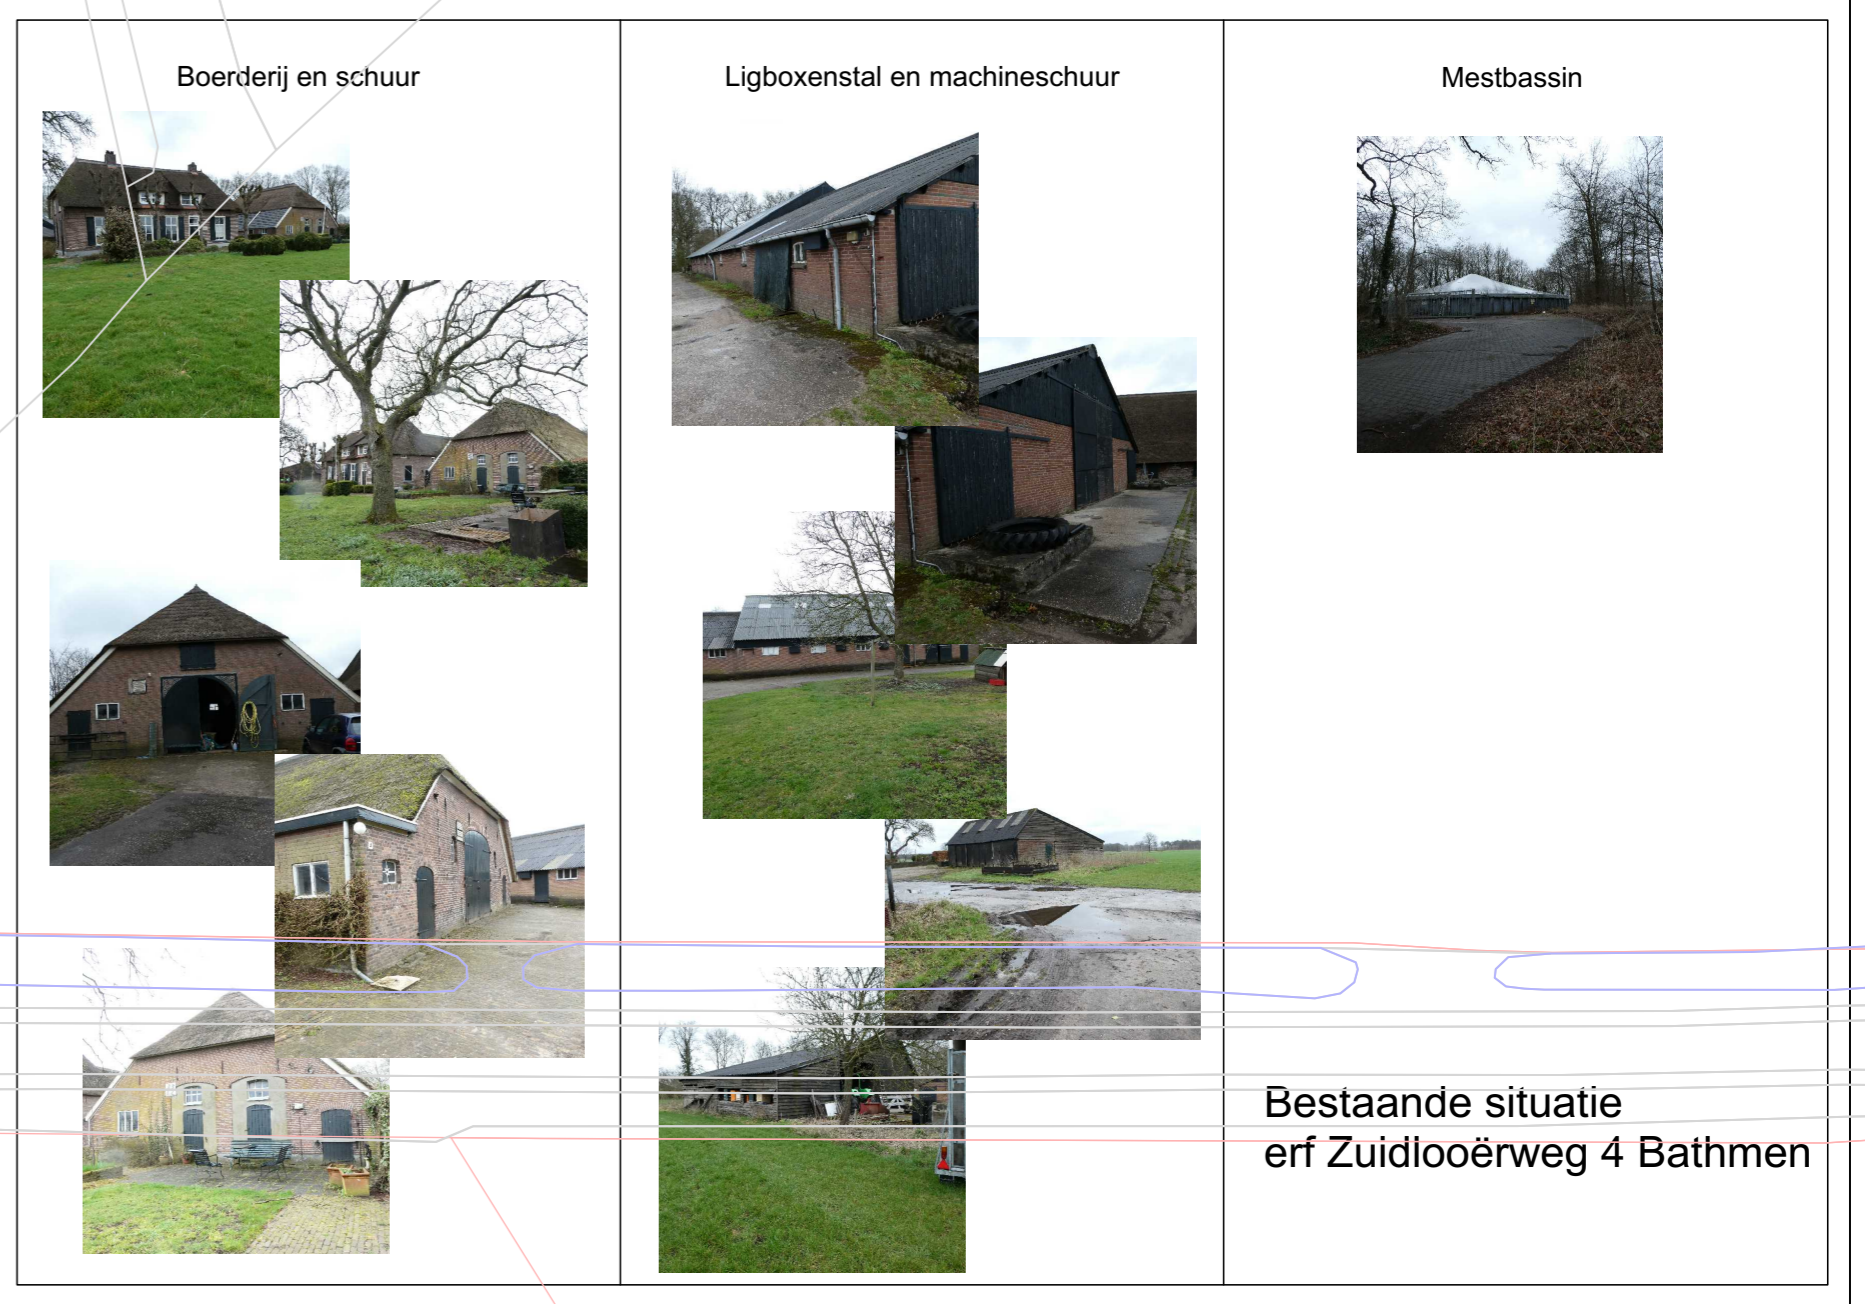 Boerderij en schuur
Ligboxenstal en machineschuur
Mestbassin
Bestaande situatie
erf Zuidlooërweg 4 Bathmen